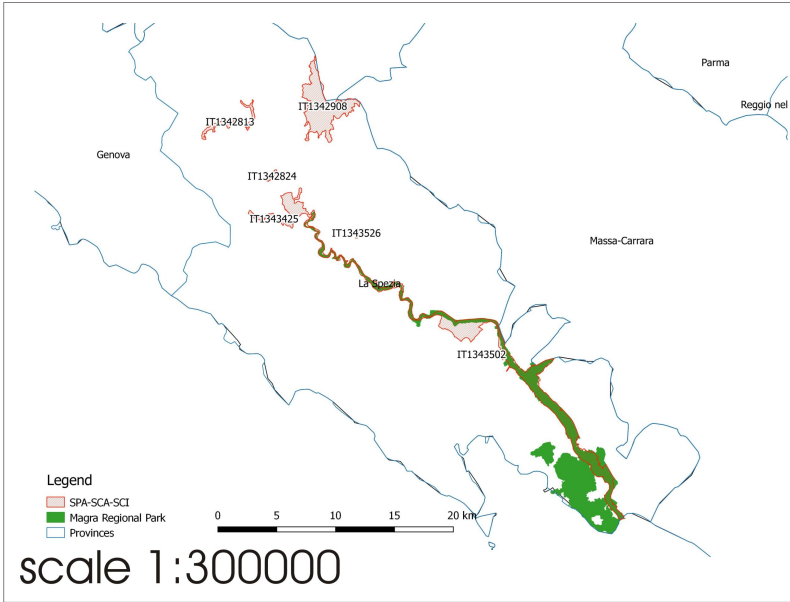 Parma
IT1342908
Reggio nel
IT1342813
Genova
IT1342824
IT1343425
IT1343526
Massa-Carrara
La Spezia
IT1343502
Legend
SPA-SCA-SCI
Magra Regional Park
Provinces
0 5 10 15 20 km
scale 1:300000